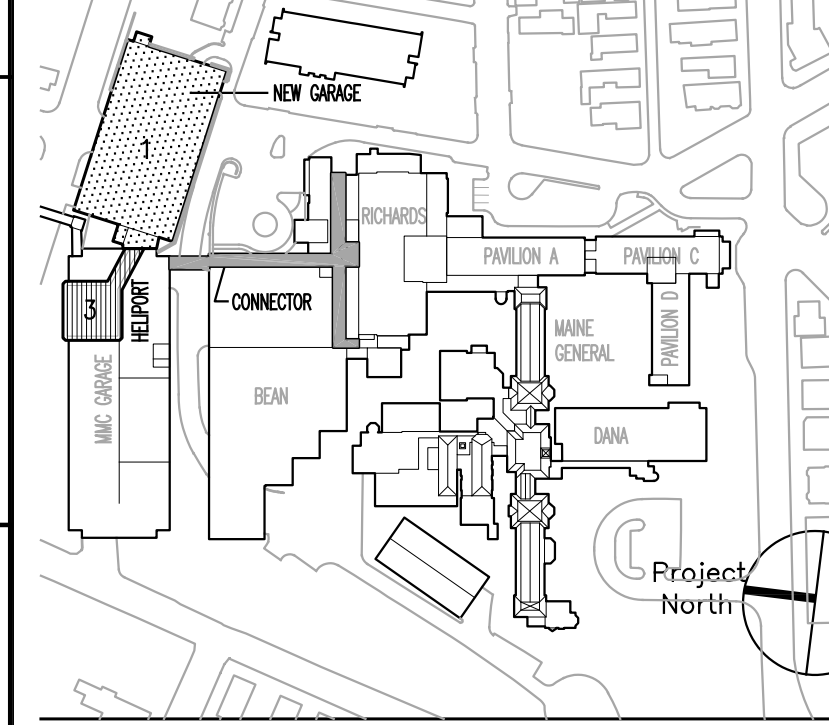 NEW GARAGE
1
RICHARDS
PAVILION A
PAVILION C
3
HELIPORT
CONNECTOR
PAVILION D
MAINE
GENERAL
MMC GARAGE
BEAN
DANA
Project
North